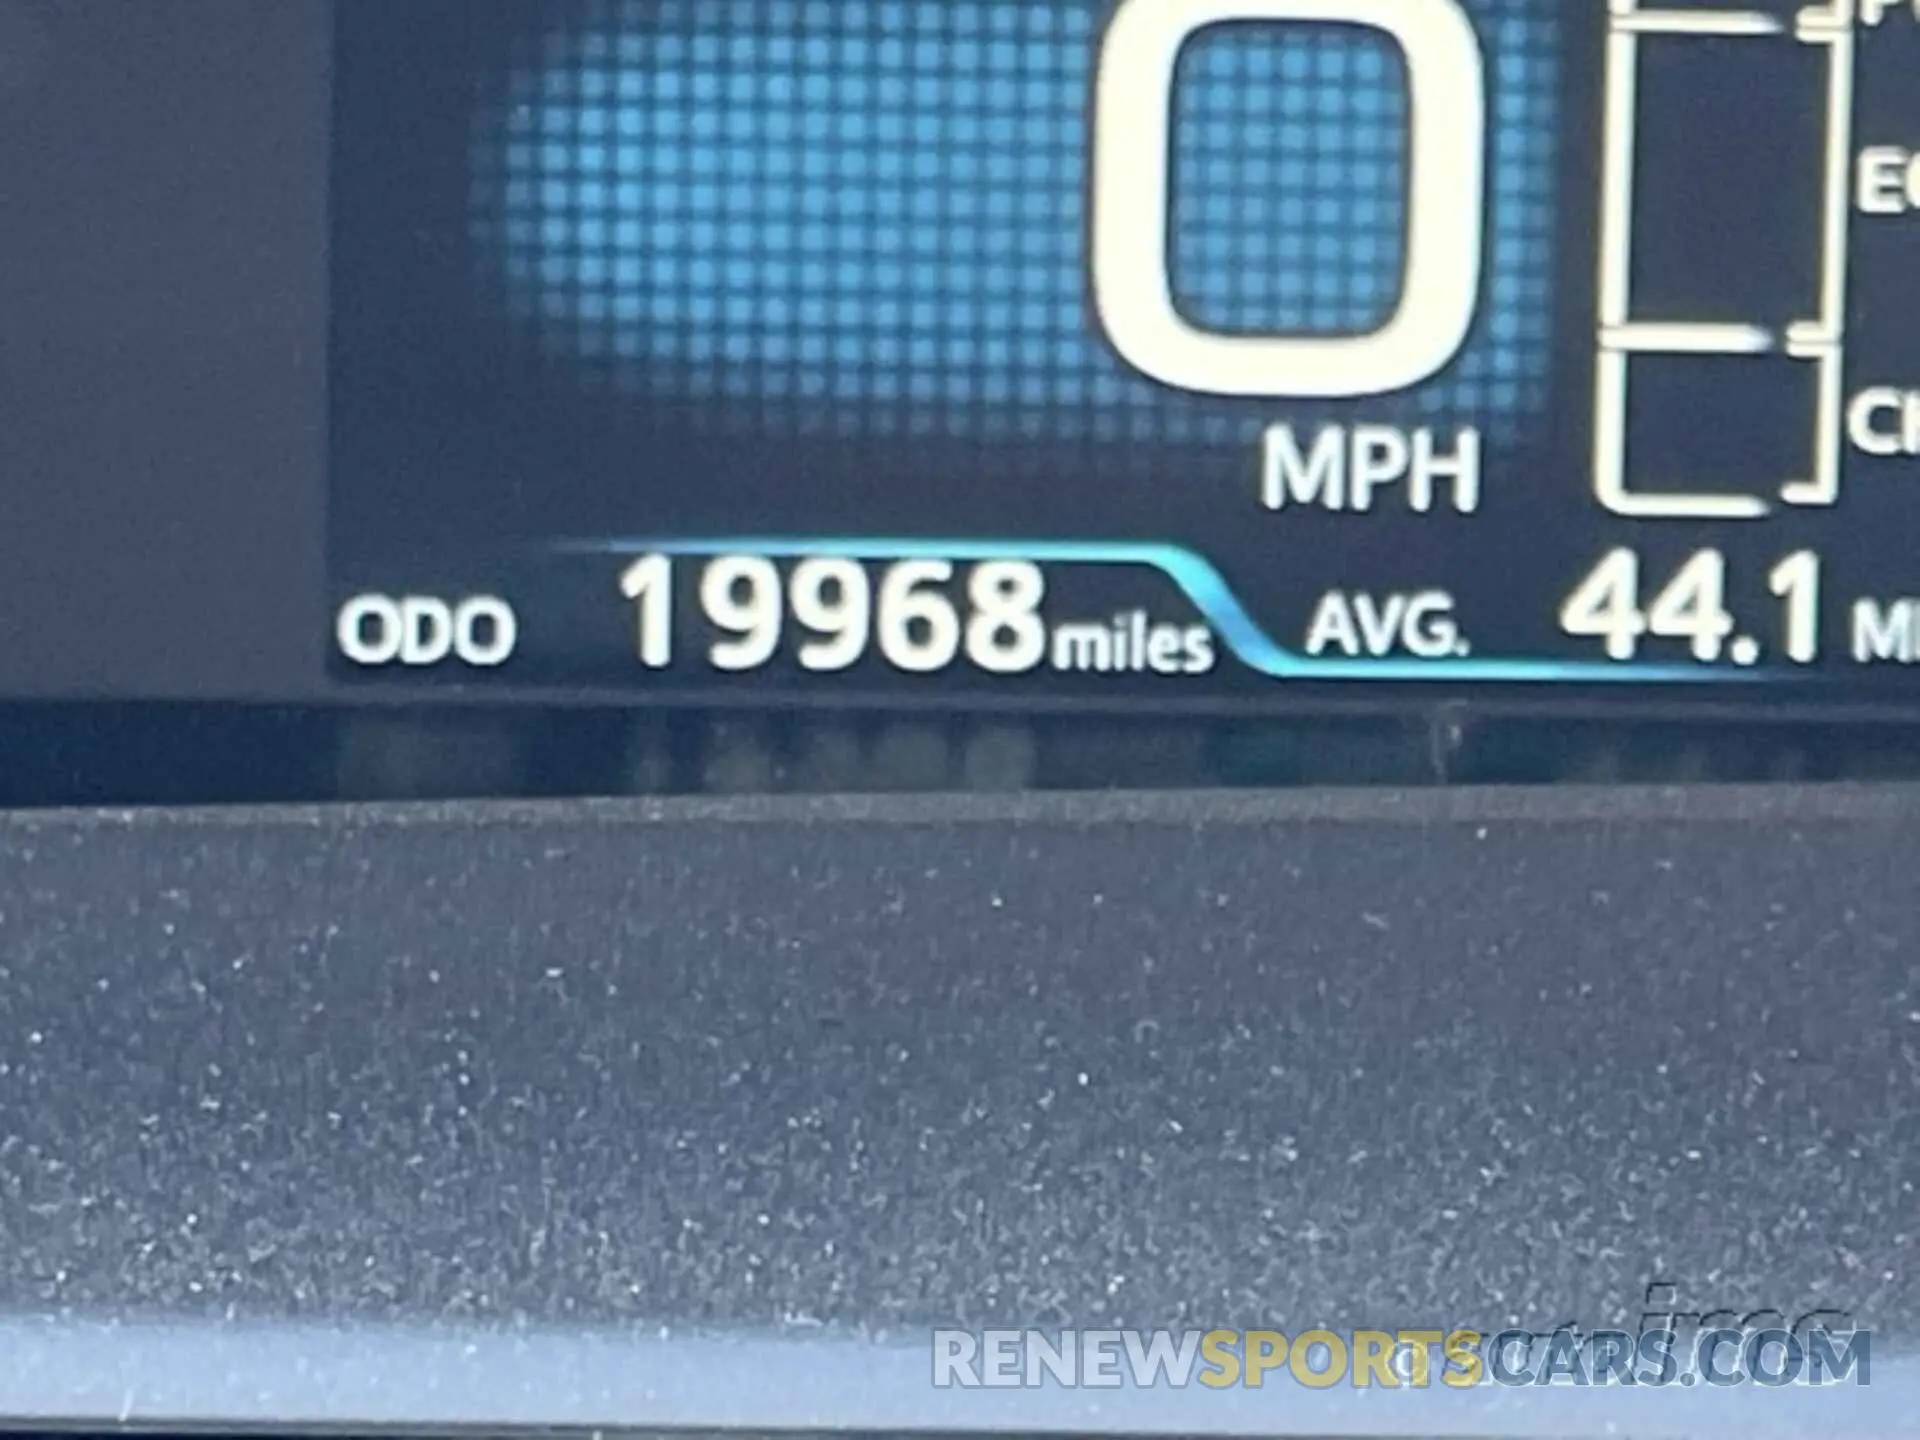 0
MPH
ODO 19968 miles AVG. 44.1
RENEWSPORTSCARS.COM